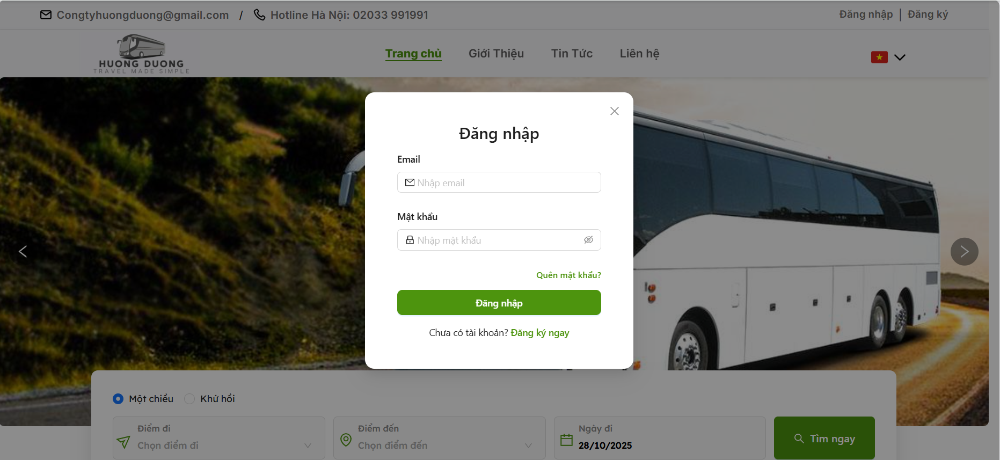 Congtyhuongduong@gmail.com / Hotline Hà Nội: 02033 991991
Đăng nhập | Đăng ký
HUONG DUONG
TRAVEL MADE SIMPLE
Trang chủ Giới Thiệu Tin Tức Liên hệ
Đăng nhập
Email
Nhập email
Mật khẩu
Nhập mật khẩu
Quên mật khẩu?
Đăng nhập
Chưa có tài khoản? Đăng ký ngay
Một chiều Khứ hồi
Điểm đi
Chọn điểm đi
Điểm đến
Chọn điểm đến
Ngày đi
28/10/2025
Tìm ngay